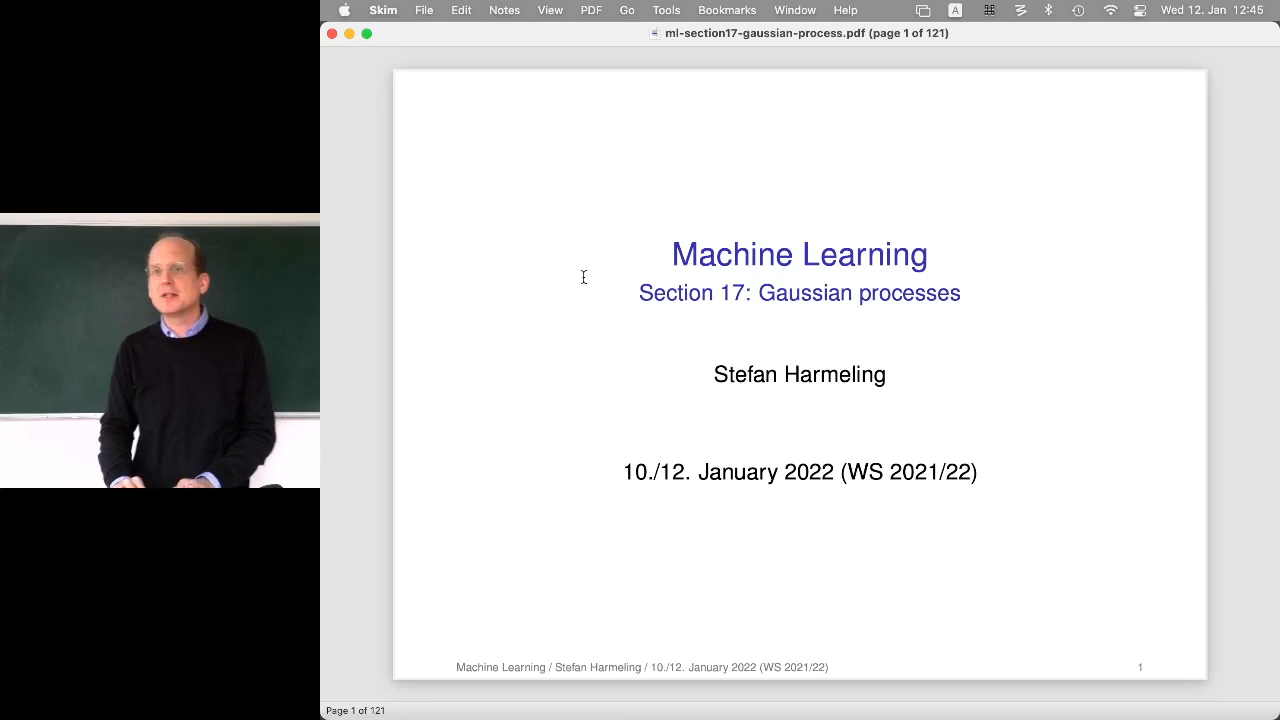 Skim File Edit Notes View PDF Go Tools Bookmarks Window Help A Wed 12. Jan 12:45
ml-section17-gaussian-process.pdf (page 1 of 121)
Machine Learning
Section 17: Gaussian processes
Stefan Harmeling
10./12. January 2022 (WS 2021/22)
Machine Learning / Stefan Harmeling / 10./12. January 2022 (WS 2021/22) 1
Page 1 of 121